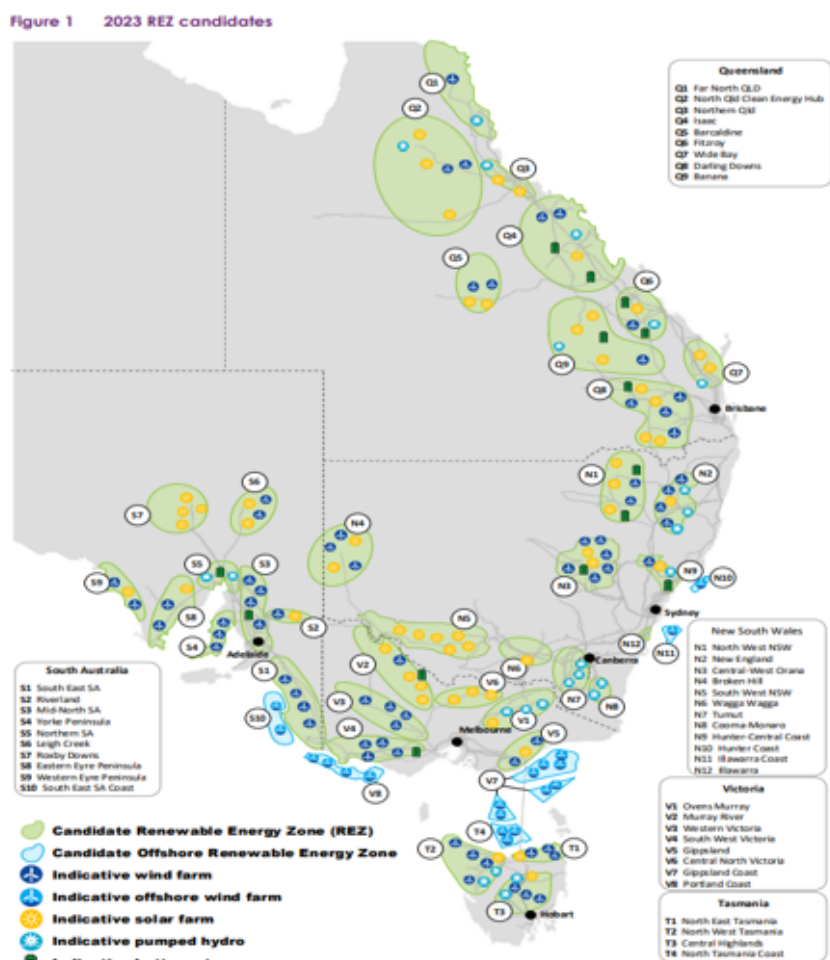 Figure 1 2023 REZ candidates
Queensland
Q1 Far North QLD
Q2 North Qld Clean Energy Hub
Q3 Northern Qld
Q4 Isaac
Q5 Barcaldine
Q6 Fitzroy
Q7 Wide Bay
Q8 Darling Downs
Q9 Banana
Q1
Q2
Q3
Q4
Q5
Q6
Q9
Q7
Q8
Brisbane
N1
N2
S6
S7
N4
S5
S3
S9
N3
N9
N10
Sydney
S8
S2
N5
S4
Adelaide
N12
N11
Canberra
V2
N6
S1
V6
V3
N7
N8
S10
V4
V1
Melbourne
V5
V8
V7
T4
T2
T1
T3
Hobart
New South Wales
N1 North West NSW
N2 New England
N3 Central-West Orana
N4 Broken Hill
N5 South West NSW
N6 Wagga Wagga
N7 Tumut
N8 Cooma-Monaro
N9 Hunter-Central Coast
N10 Hunter Coast
N11 Illawarra Coast
N12 Illawarra
South Australia
S1 South East SA
S2 Riverland
S3 Mid-North SA
S4 Yorke Peninsula
S5 Northern SA
S6 Leigh Creek
S7 Roxby Downs
S8 Eastern Eyre Peninsula
S9 Western Eyre Peninsula
S10 South East SA Coast
Victoria
V1 Ovens Murray
V2 Murray River
V3 Western Victoria
V4 South West Victoria
V5 Gippsland
V6 Central North Victoria
V7 Gippsland Coast
V8 Portland Coast
Tasmania
T1 North East Tasmania
T2 North West Tasmania
T3 Central Highlands
T4 North Tasmania Coast
Candidate Renewable Energy Zone (REZ)
Candidate Offshore Renewable Energy Zone
Indicative wind farm
Indicative offshore wind farm
Indicative solar farm
Indicative pumped hydro